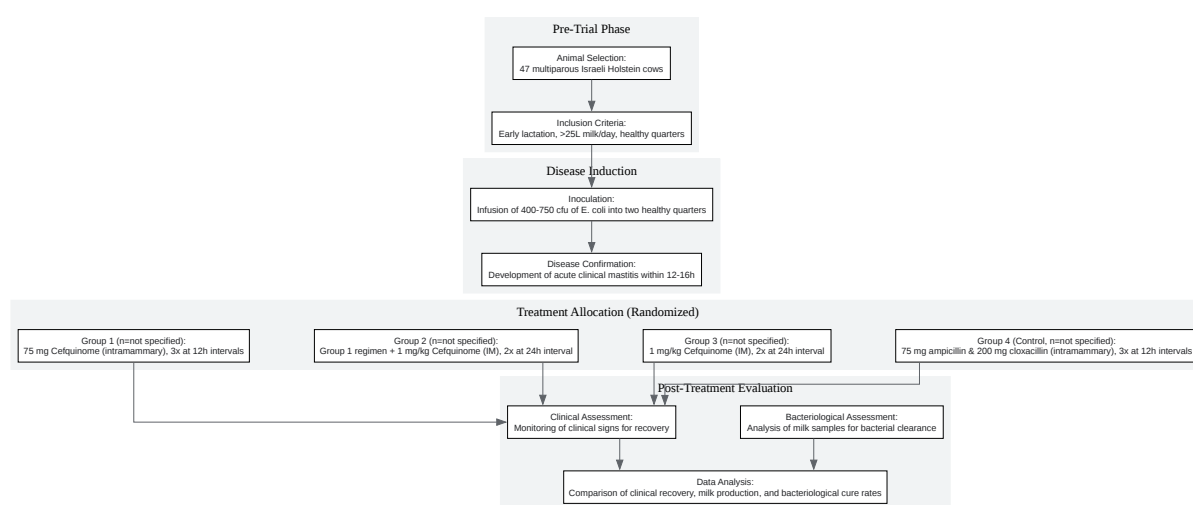 Pre-Trial Phase
Animal Selection:
47 multiparous Israeli Holstein cows
Inclusion Criteria:
Early lactation, >25L milk/day, healthy quarters
Disease Induction
Inoculation:
Infusion of 400-750 cfu of E. coli into two healthy quarters
Disease Confirmation:
Development of acute clinical mastitis within 12-16h
Treatment Allocation (Randomized)
Group 1 (n=not specified):
75 mg Cefquinome (intramammary), 3x at 12h intervals
Group 2 (n=not specified):
Group 1 regimen + 1 mg/kg Cefquinome (IM), 2x at 24h interval
Group 3 (n=not specified):
1 mg/kg Cefquinome (IM), 2x at 24h interval
Group 4 (Control, n=not specified):
75 mg ampicillin & 200 mg cloxacillin (intramammary), 3x at 12h intervals
Post-Treatment Evaluation
Clinical Assessment:
Monitoring of clinical signs for recovery
Bacteriological Assessment:
Analysis of milk samples for bacterial clearance
Data Analysis:
Comparison of clinical recovery, milk production, and bacteriological cure rates